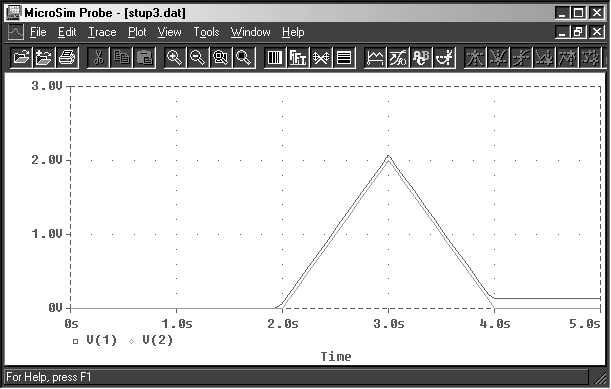 MicroSim Probe - [stup3.dat]
File Edit Trace Plot View Tools Window Help
3.0V
2.0V
1.0V
0V
0s 1.0s 2.0s 3.0s 4.0s 5.0s
V(1) V(2)
Time
For Help, press F1